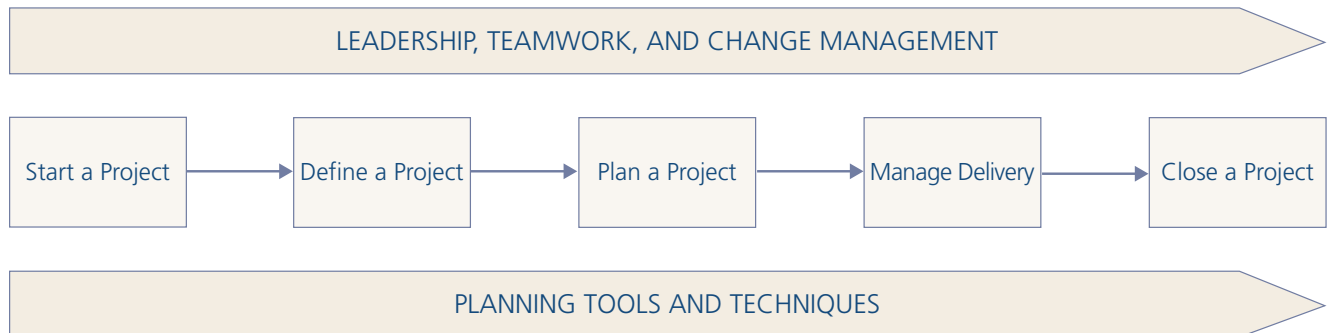 LEADERSHIP, TEAMWORK, AND CHANGE MANAGEMENT
Start a Project
Define a Project
Plan a Project
Manage Delivery
Close a Project
PLANNING TOOLS AND TECHNIQUES